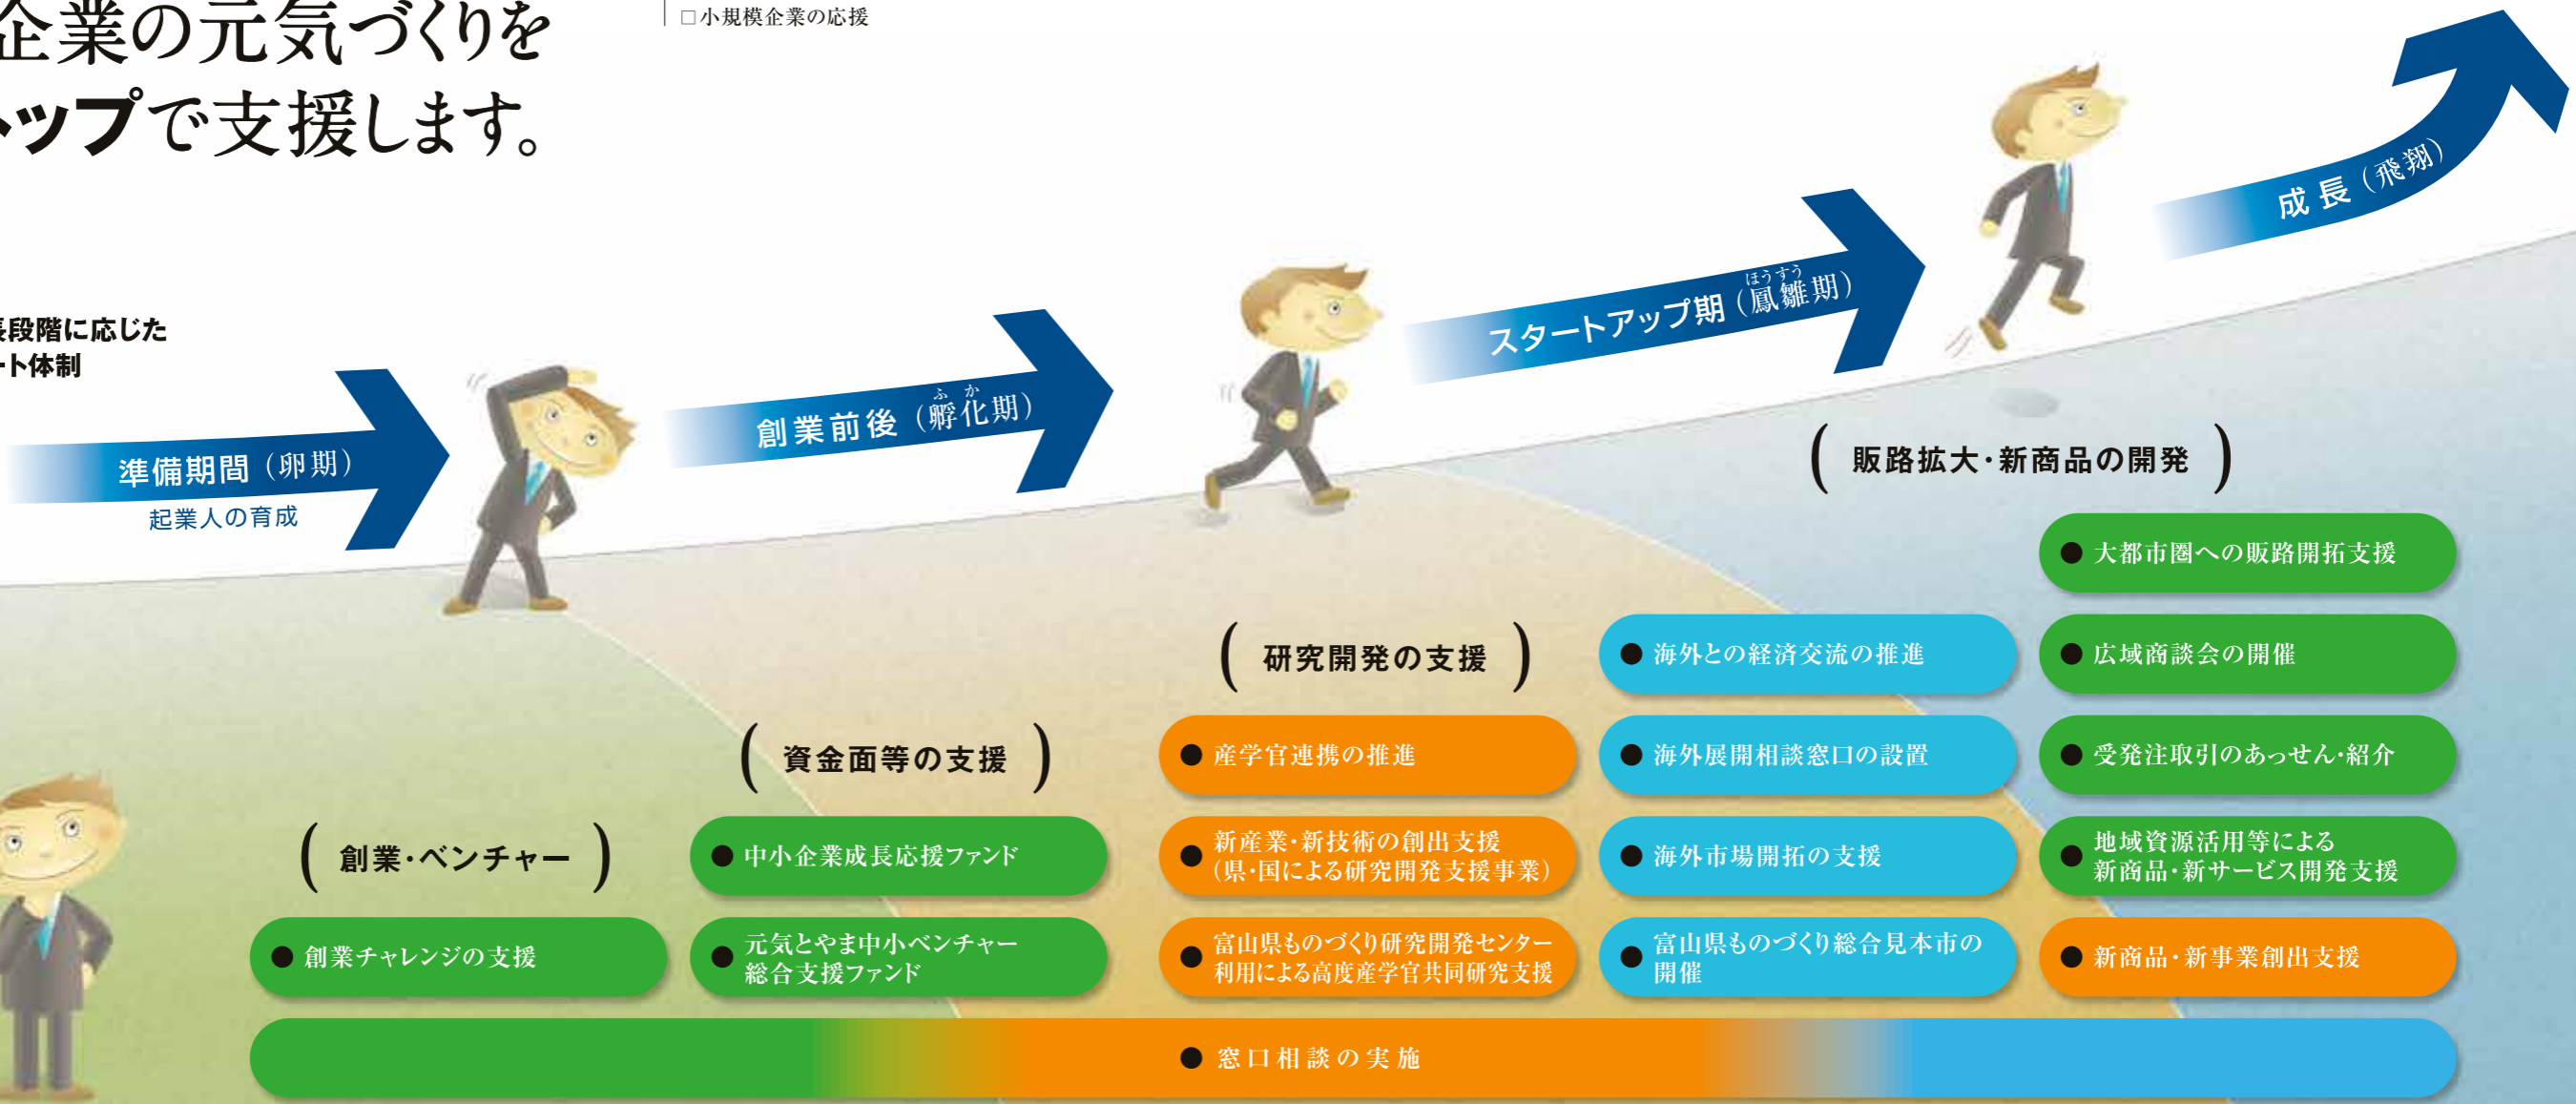 企業の元気づくりを
トップで支援します。
□小規模企業の応援
段階に応じた
ート体制
準備期間（卵期）
起業人の育成
創業前後（孵化期）
ふか
スタートアップ期（鳳雛期）
ほうすう
成長（飛翔）
（創業・ベンチャー）
●創業チャレンジの支援
（資金面等の支援）
●中小企業成長応援ファンド
●元気とやま中小ベンチャー
総合支援ファンド
（研究開発の支援）
●産学官連携の推進
●新産業・新技術の創出支援
（県・国による研究開発支援事業）
●富山県ものづくり研究開発センター
利用による高度産学官共同研究支援
（販路拡大・新商品の開発）
●海外との経済交流の推進
●海外展開相談窓口の設置
●海外市場開拓の支援
●富山県ものづくり総合見本市の
開催
●大都市圏への販路開拓支援
●広域商談会の開催
●受発注取引のあっせん・紹介
●地域資源活用等による
新商品・新サービス開発支援
●新商品・新事業創出支援
●窓口相談の実施